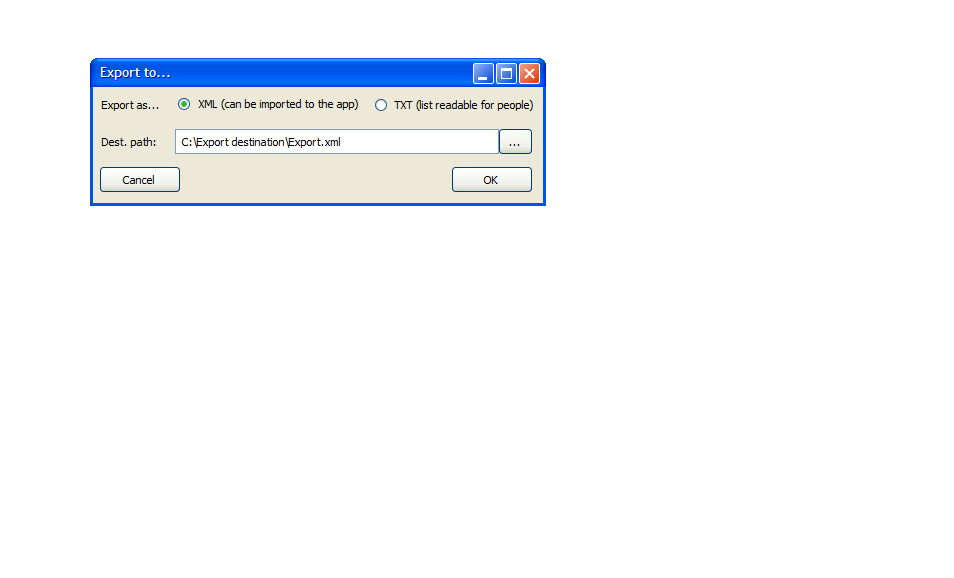 Export to...
Export as... XML (can be imported to the app) TXT (list readable for people)
Dest. path: C:\Export destination\Export.xml ...
Cancel OK